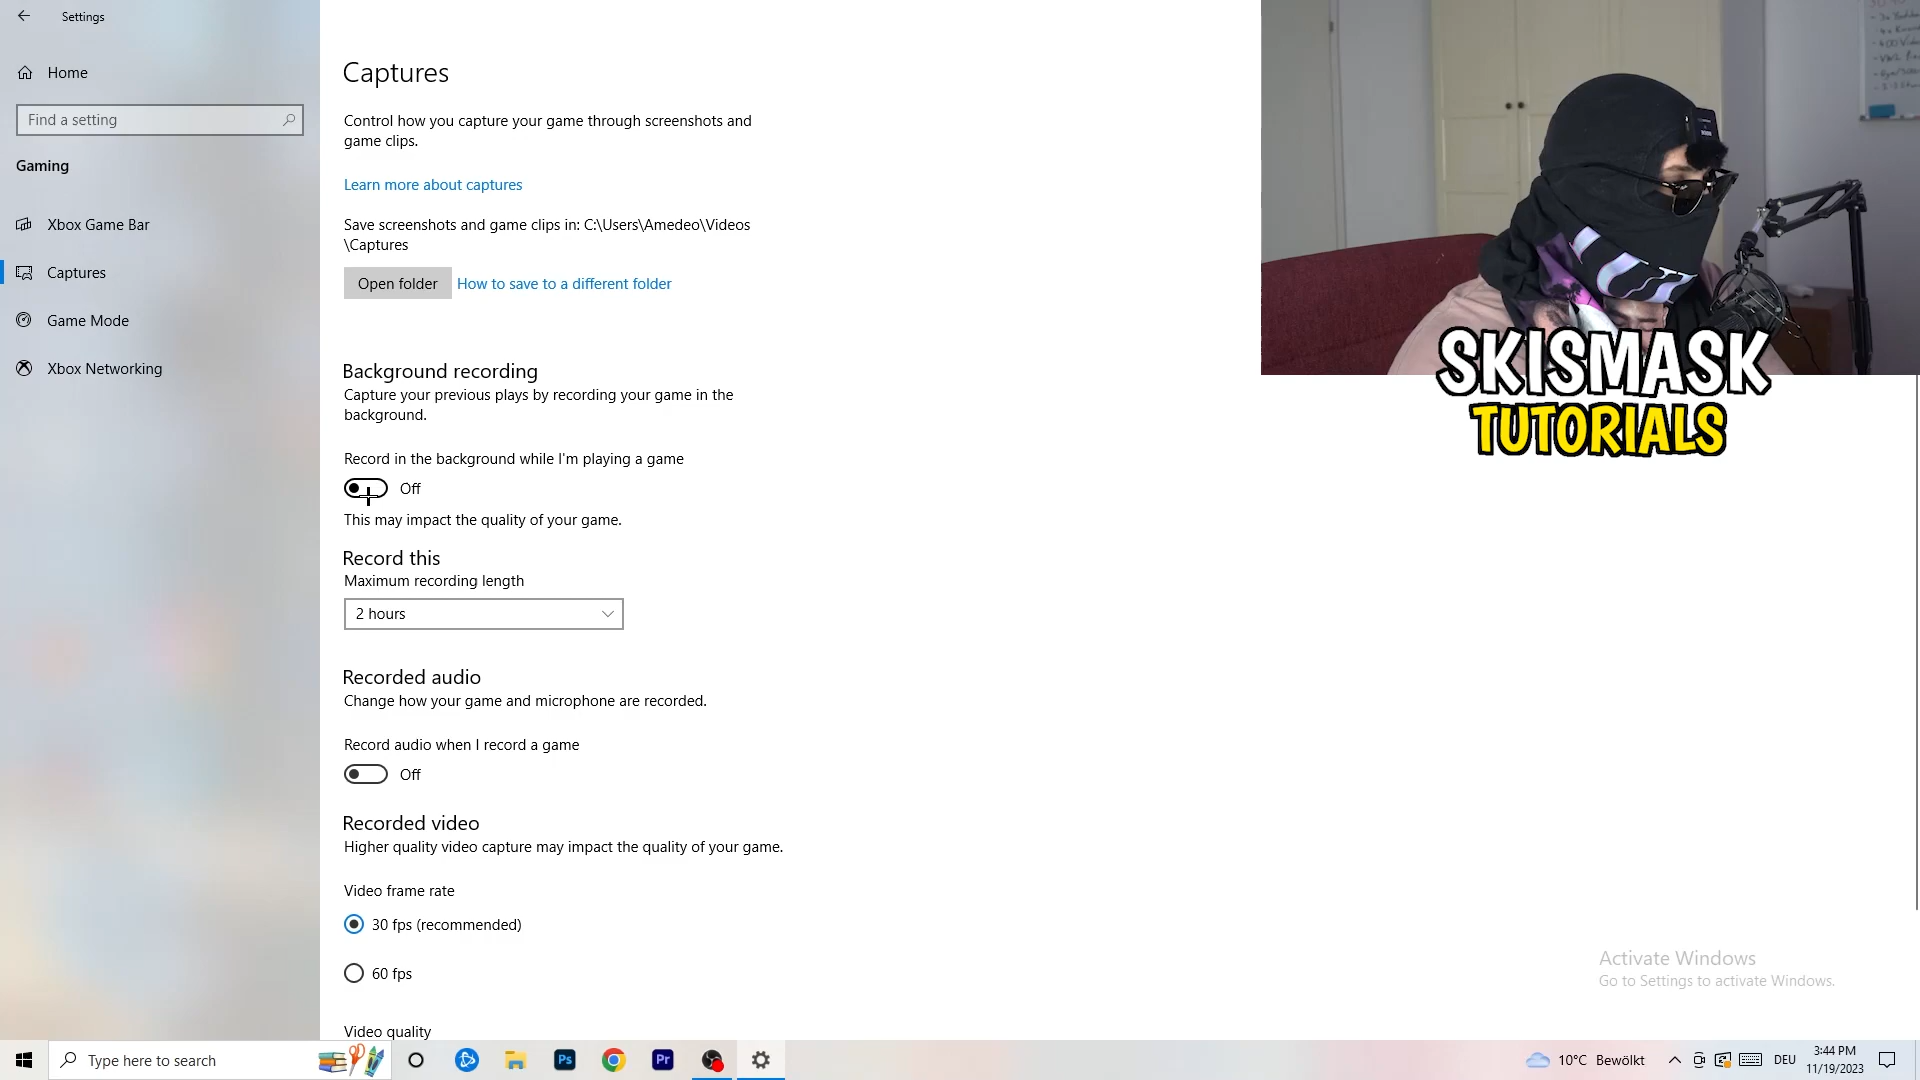 Settings
Home
Find a setting
Gaming
Xbox Game Bar
Captures
Game Mode
Xbox Networking
Captures
Control how you capture your game through screenshots and
game clips.
Learn more about captures
Save screenshots and game clips in: C:\Users\Amedeo\Videos
\Captures
Open folder
How to save to a different folder
Background recording
Capture your previous plays by recording your game in the
background.
Record in the background while I'm playing a game
Off
This may impact the quality of your game.
Record this
Maximum recording length
2 hours
Recorded audio
Change how your game and microphone are recorded.
Record audio when I record a game
Off
Recorded video
Higher quality video capture may impact the quality of your game.
Video frame rate
30 fps (recommended)
60 fps
Video quality
SKISMASK
TUTORIALS
Activate Windows
Go to Settings to activate Windows.
Type here to search
Ps
Pr
10°C Bewölkt
DEU
3:44 PM
11/19/2023